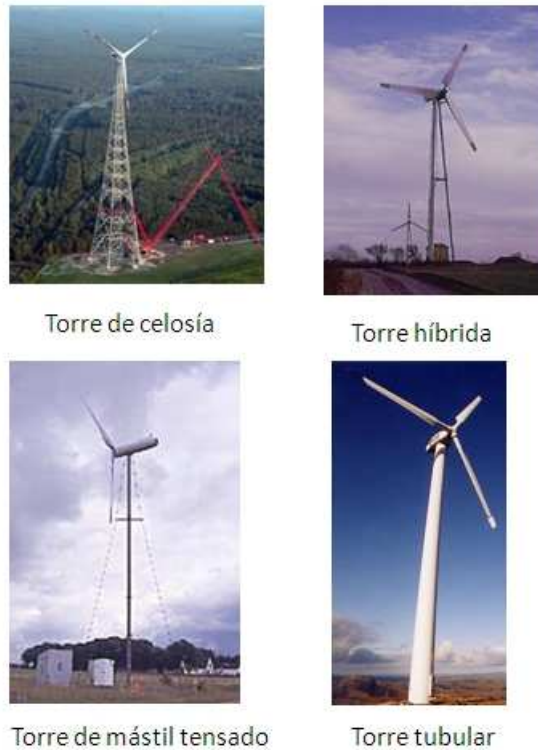 Torre de celosía
Torre híbrida
Torre de mástil tensado
Torre tubular